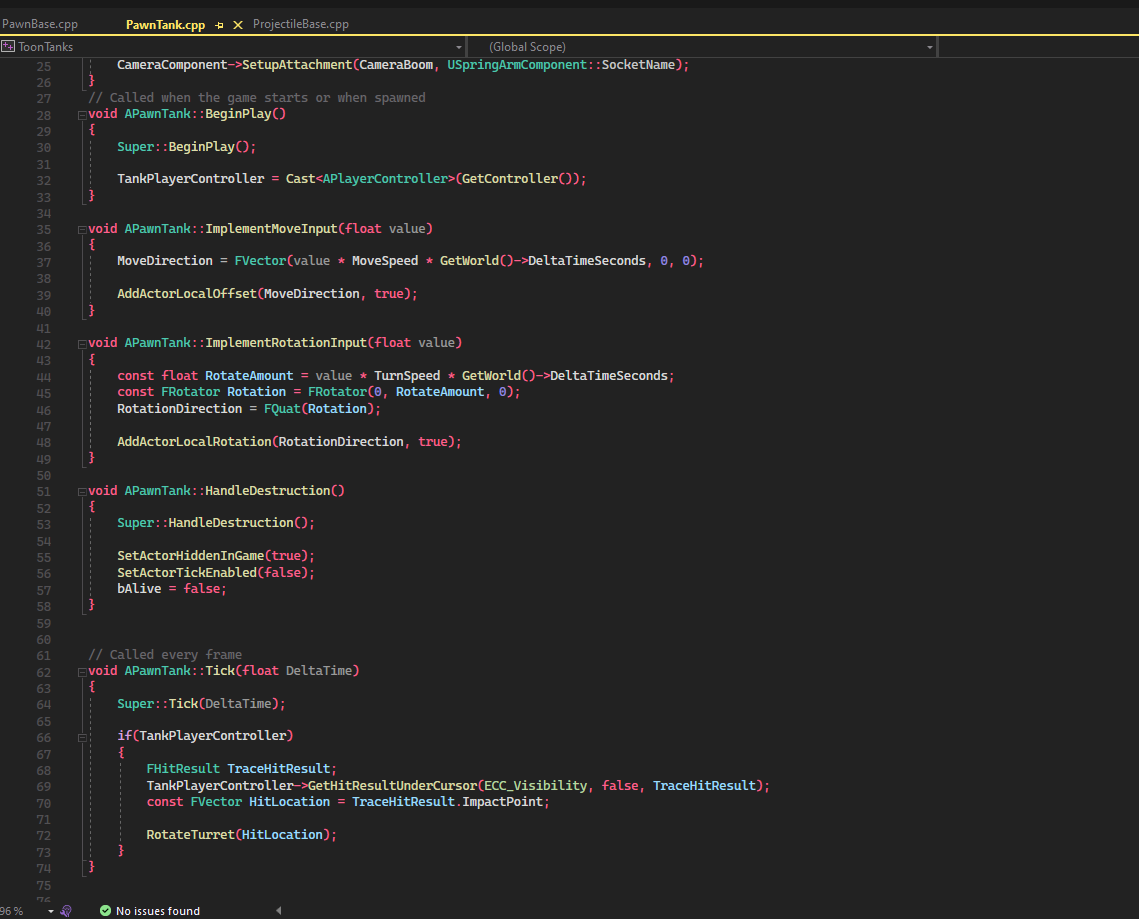 PawnBase.cpp PawnTank.cpp ProjectileBase.cpp
ToonTanks (Global Scope)
25 CameraComponent->SetupAttachment(CameraBoom, USpringArmComponent::SocketName);
26 }
27 // Called when the game starts or when spawned
28 void APawnTank::BeginPlay()
29 {
30 Super::BeginPlay();
31
32 TankPlayerController = Cast<APlayerController>(GetController());
33 }
34
35 void APawnTank::ImplementMoveInput(float value)
36 {
37 MoveDirection = FVector(value * MoveSpeed * GetWorld()->DeltaTimeSeconds, 0, 0);
38
39 AddActorLocalOffset(MoveDirection, true);
40 }
41
42 void APawnTank::ImplementRotationInput(float value)
43 {
44 const float RotateAmount = value * TurnSpeed * GetWorld()->DeltaTimeSeconds;
45 const FRotator Rotation = FRotator(0, RotateAmount, 0);
46 RotationDirection = FQuat(Rotation);
47
48 AddActorLocalRotation(RotationDirection, true);
49 }
50
51 void APawnTank::HandleDestruction()
52 {
53 Super::HandleDestruction();
54
55 SetActorHiddenInGame(true);
56 SetActorTickEnabled(false);
57 bAlive = false;
58 }
59
60
61 // Called every frame
62 void APawnTank::Tick(float DeltaTime)
63 {
64 Super::Tick(DeltaTime);
65
66 if(TankPlayerController)
67 {
68 FHitResult TraceHitResult;
69 TankPlayerController->GetHitResultUnderCursor(ECC_Visibility, false, TraceHitResult);
70 const FVector HitLocation = TraceHitResult.ImpactPoint;
71
72 RotateTurret(HitLocation);
73 }
74 }
75
76
96 % No issues found